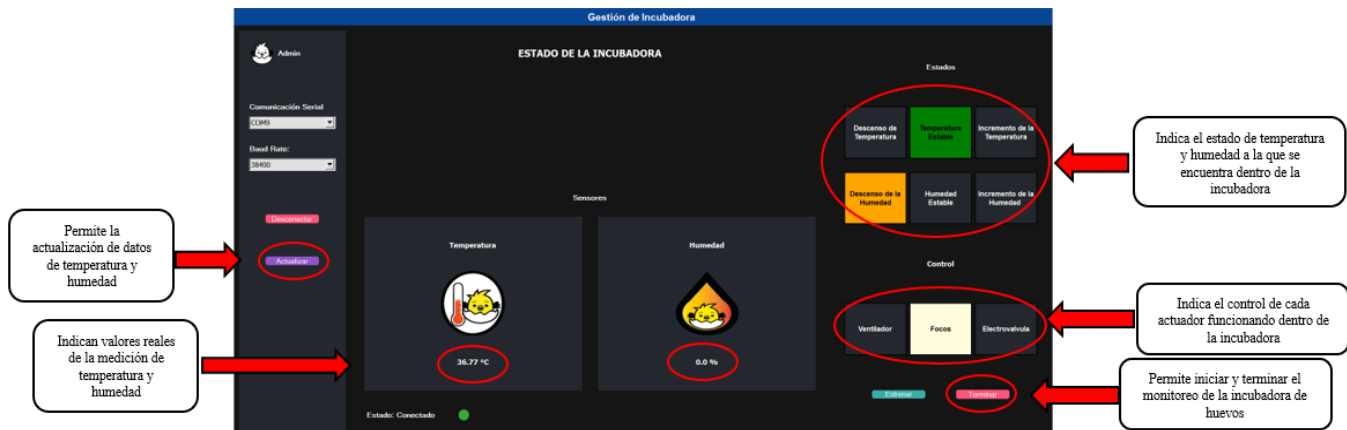 Gestión de Incubadora
Admin
ESTADO DE LA INCUBADORA
Comunicación Serial
COM9
Baud Rate:
38400
Desconectar
Actualizar
Sensores
Temperatura
36.77 °C
Humedad
0.0 %
Estado: Conectado
Estados
Descenso de
Temperatura
Temperatura
Estable
Incremento de la
Temperatura
Descenso de la
Humedad
Humedad
Estable
Incremento de la
Humedad
Control
Ventilador
Focos
Electrovalvula
Entrenar
Terminar
Permite la
actualización de datos
de temperatura y
humedad
Indican valores reales
de la medición de
temperatura y
humedad
Indica el estado de temperatura
y humedad a la que se
encuentra dentro de la
incubadora
Indica el control de cada
actuador funcionando dentro de
la incubadora
Permite iniciar y terminar el
monitoreo de la incubadora de
huevos